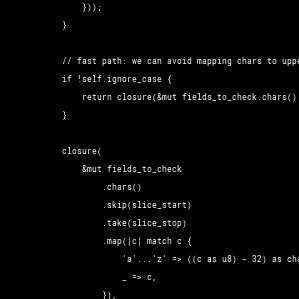 }));
}
// fast path: we can avoid mapping chars to uppe
if !self.ignore_case {
return closure(&mut fields_to_check.chars()
}
closure(
&mut fields_to_check
.chars()
.skip(slice_start)
.take(slice_stop)
.map(|c| match c {
'a'...'z' => ((c as u8) - 32) as cha
_ => c,
}),